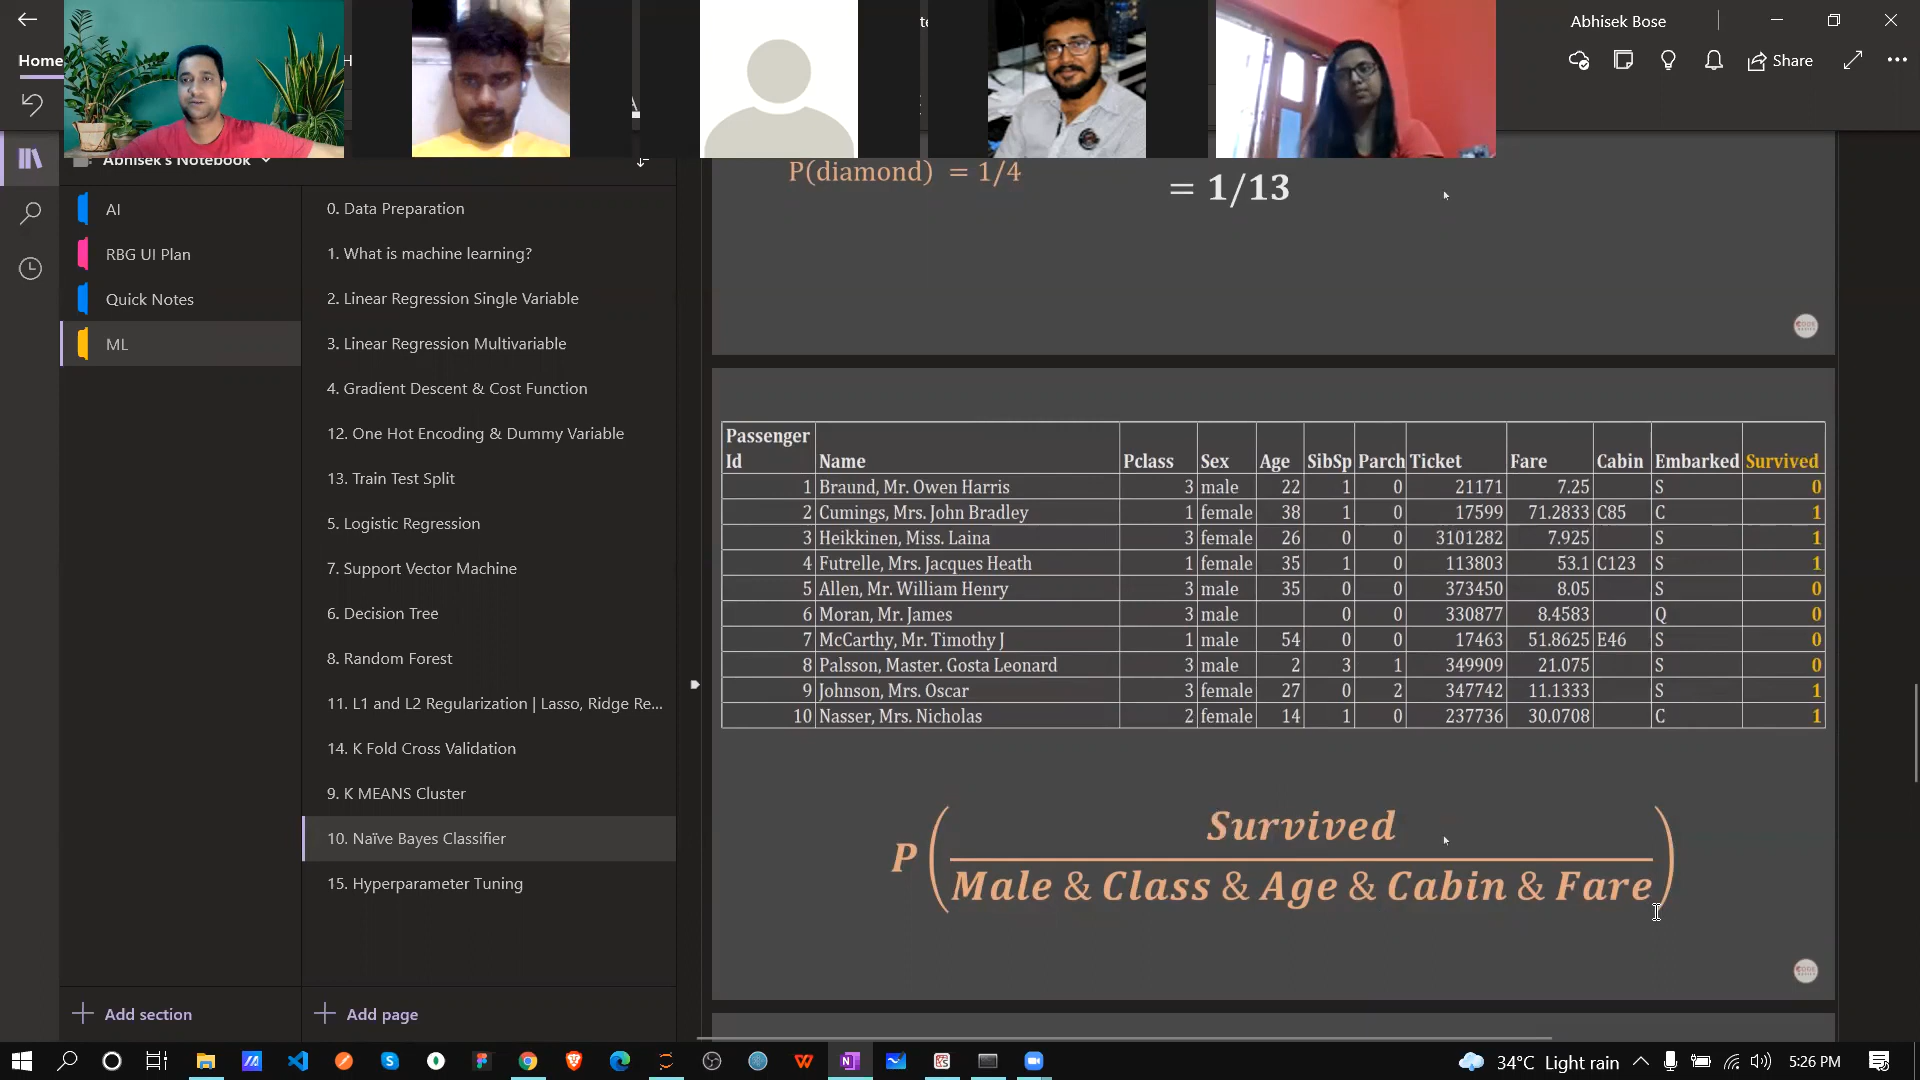 Abhisek Bose
Home
Share
Abhisek's Notebook
AI
RBG UI Plan
Quick Notes
ML
0. Data Preparation
1. What is machine learning?
2. Linear Regression Single Variable
3. Linear Regression Multivariable
4. Gradient Descent & Cost Function
12. One Hot Encoding & Dummy Variable
13. Train Test Split
5. Logistic Regression
7. Support Vector Machine
6. Decision Tree
8. Random Forest
11. L1 and L2 Regularization | Lasso, Ridge Re...
14. K Fold Cross Validation
9. K MEANS Cluster
10. Naïve Bayes Classifier
15. Hyperparameter Tuning
Add section
Add page
P(diamond) = 1/4
= 1/13
Passenger Id Name Pclass Sex Age SibSp Parch Ticket Fare Cabin Embarked Survived
1 Braund, Mr. Owen Harris 3 male 22 1 0 21171 7.25 S 0
2 Cumings, Mrs. John Bradley 1 female 38 1 0 17599 71.2833 C85 C 1
3 Heikkinen, Miss. Laina 3 female 26 0 0 3101282 7.925 S 1
4 Futrelle, Mrs. Jacques Heath 1 female 35 1 0 113803 53.1 C123 S 1
5 Allen, Mr. William Henry 3 male 35 0 0 373450 8.05 S 0
6 Moran, Mr. James 3 male 0 0 330877 8.4583 Q 0
7 McCarthy, Mr. Timothy J 1 male 54 0 0 17463 51.8625 E46 S 0
8 Palsson, Master. Gosta Leonard 3 male 2 3 1 349909 21.075 S 0
9 Johnson, Mrs. Oscar 3 female 27 0 2 347742 11.1333 S 1
10 Nasser, Mrs. Nicholas 2 female 14 1 0 237736 30.0708 C 1
Survived
P
Male & Class & Age & Cabin & Fare
34°C Light rain
5:26 PM